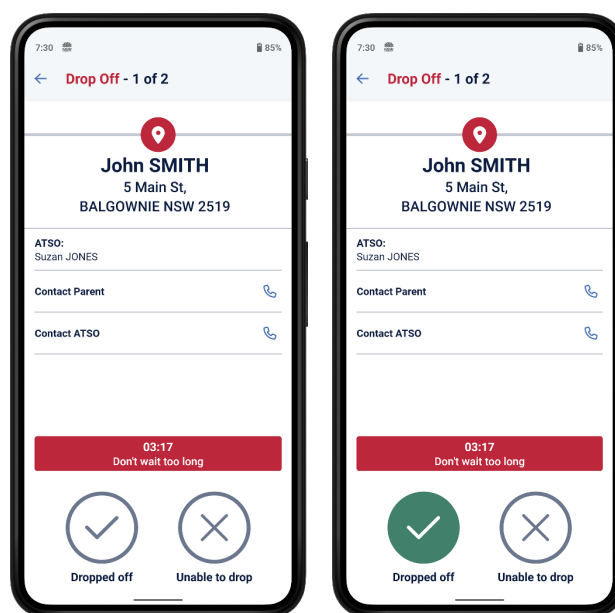 7:30
NSW
85%
Drop Off - 1 of 2
John SMITH
5 Main St,
BALGOWNIE NSW 2519
ATSO:
Suzan JONES
Contact Parent
Contact ATSO
03:17
Don't wait too long
Dropped off
Unable to drop
7:30
NSW
85%
Drop Off - 1 of 2
John SMITH
5 Main St,
BALGOWNIE NSW 2519
ATSO:
Suzan JONES
Contact Parent
Contact ATSO
03:17
Don't wait too long
Dropped off
Unable to drop